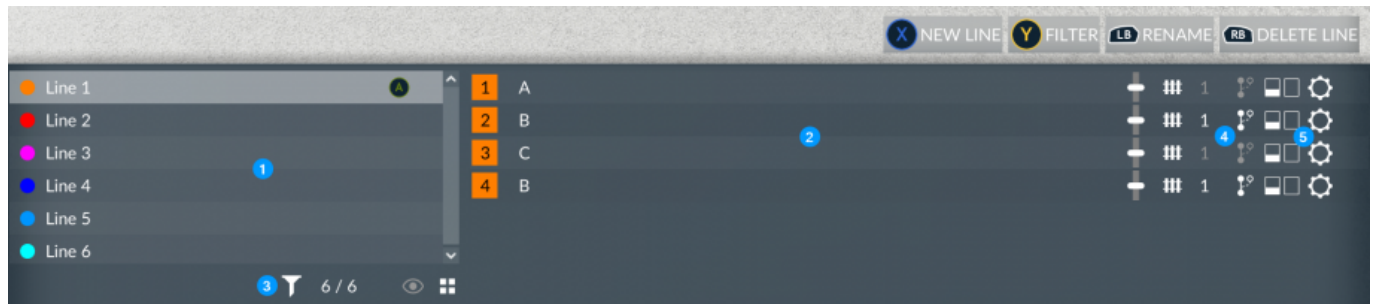 X NEW LINE Y FILTER LB RENAME RB DELETE LINE
Line 1 A
Line 2
Line 3
Line 4
Line 5
Line 6
1
3 6 / 6
1 A 1
2 B 1
3 C 1
4 B 1
2
4
5